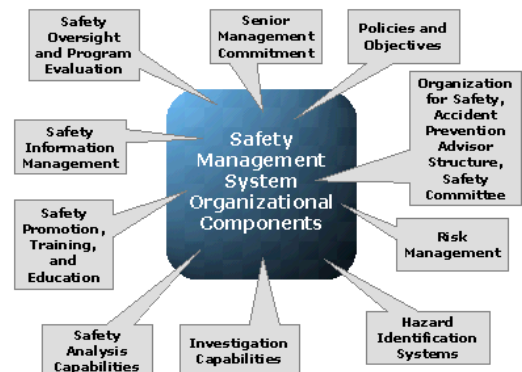 Safety
Oversight
and Program
Evaluation
Senior
Management
Commitment
Policies and
Objectives
Organization
for Safety,
Accident
Prevention
Advisor
Structure,
Safety
Committee
Safety
Information
Management
Safety
Management
System
Organizational
Components
Safety
Promotion,
Training,
and
Education
Risk
Management
Safety
Analysis
Capabilities
Investigation
Capabilities
Hazard
Identification
Systems